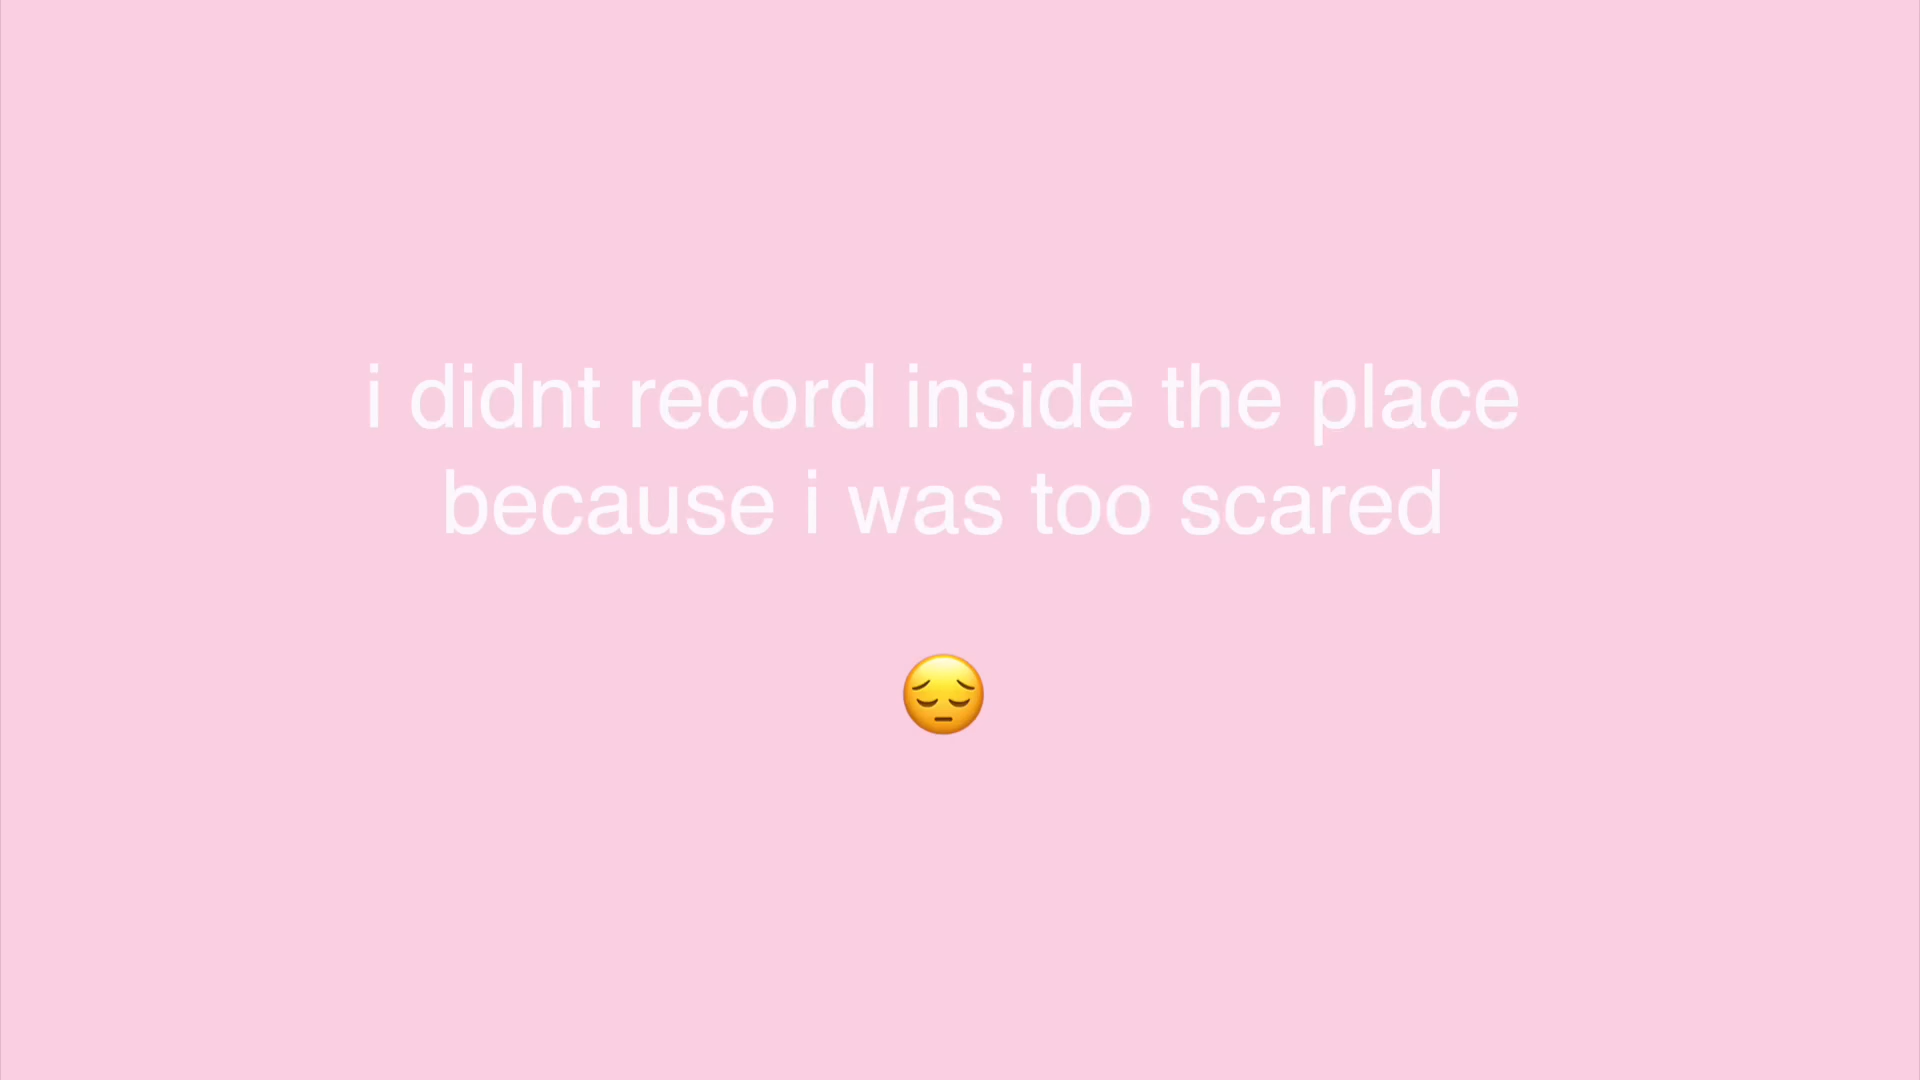 i didnt record inside the place
because i was too scared
😔